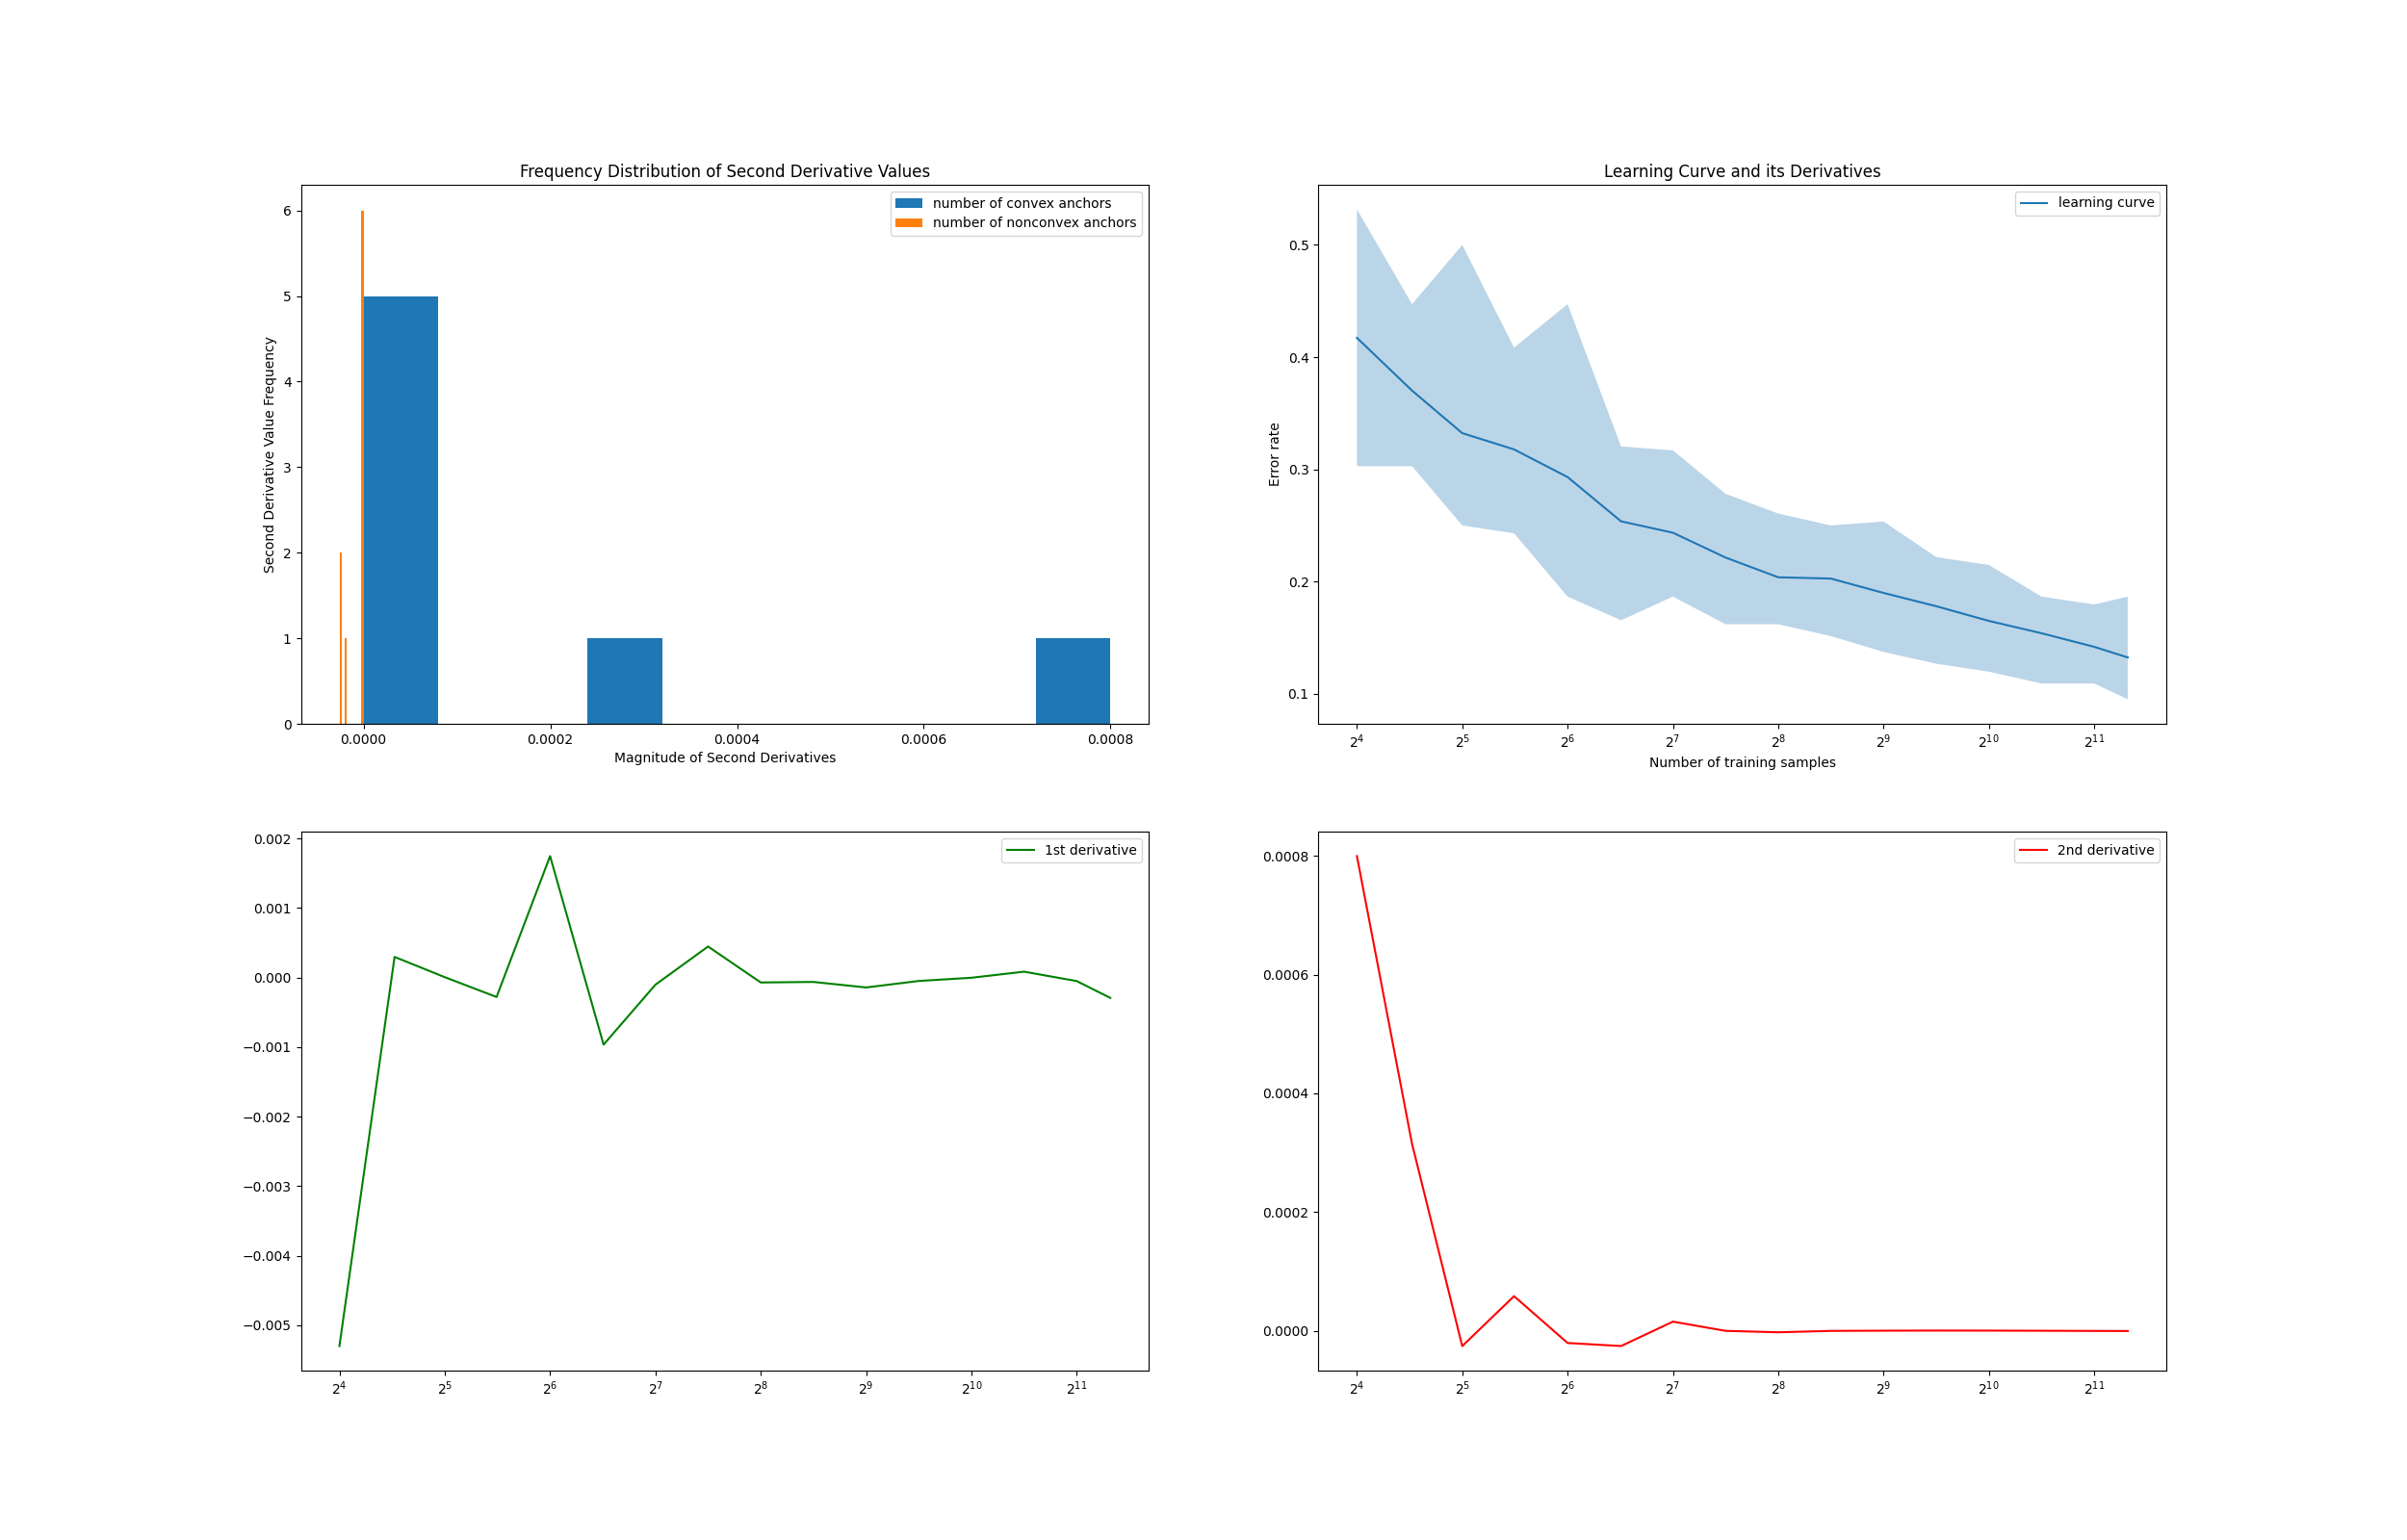 Frequency Distribution of Second Derivative Values
number of convex anchors
number of nonconvex anchors
Second Derivative Value Frequency
6
5
4
3
2
1
0
0.0000 0.0002 0.0004 0.0006 0.0008
Magnitude of Second Derivatives
Learning Curve and its Derivatives
learning curve
Error rate
0.5
0.4
0.3
0.2
0.1
2⁴ 2⁵ 2⁶ 2⁷ 2⁸ 2⁹ 2¹⁰ 2¹¹
Number of training samples
1st derivative
0.002
0.001
0.000
−0.001
−0.002
−0.003
−0.004
−0.005
2⁴ 2⁵ 2⁶ 2⁷ 2⁸ 2⁹ 2¹⁰ 2¹¹
2nd derivative
0.0008
0.0006
0.0004
0.0002
0.0000
2⁴ 2⁵ 2⁶ 2⁷ 2⁸ 2⁹ 2¹⁰ 2¹¹